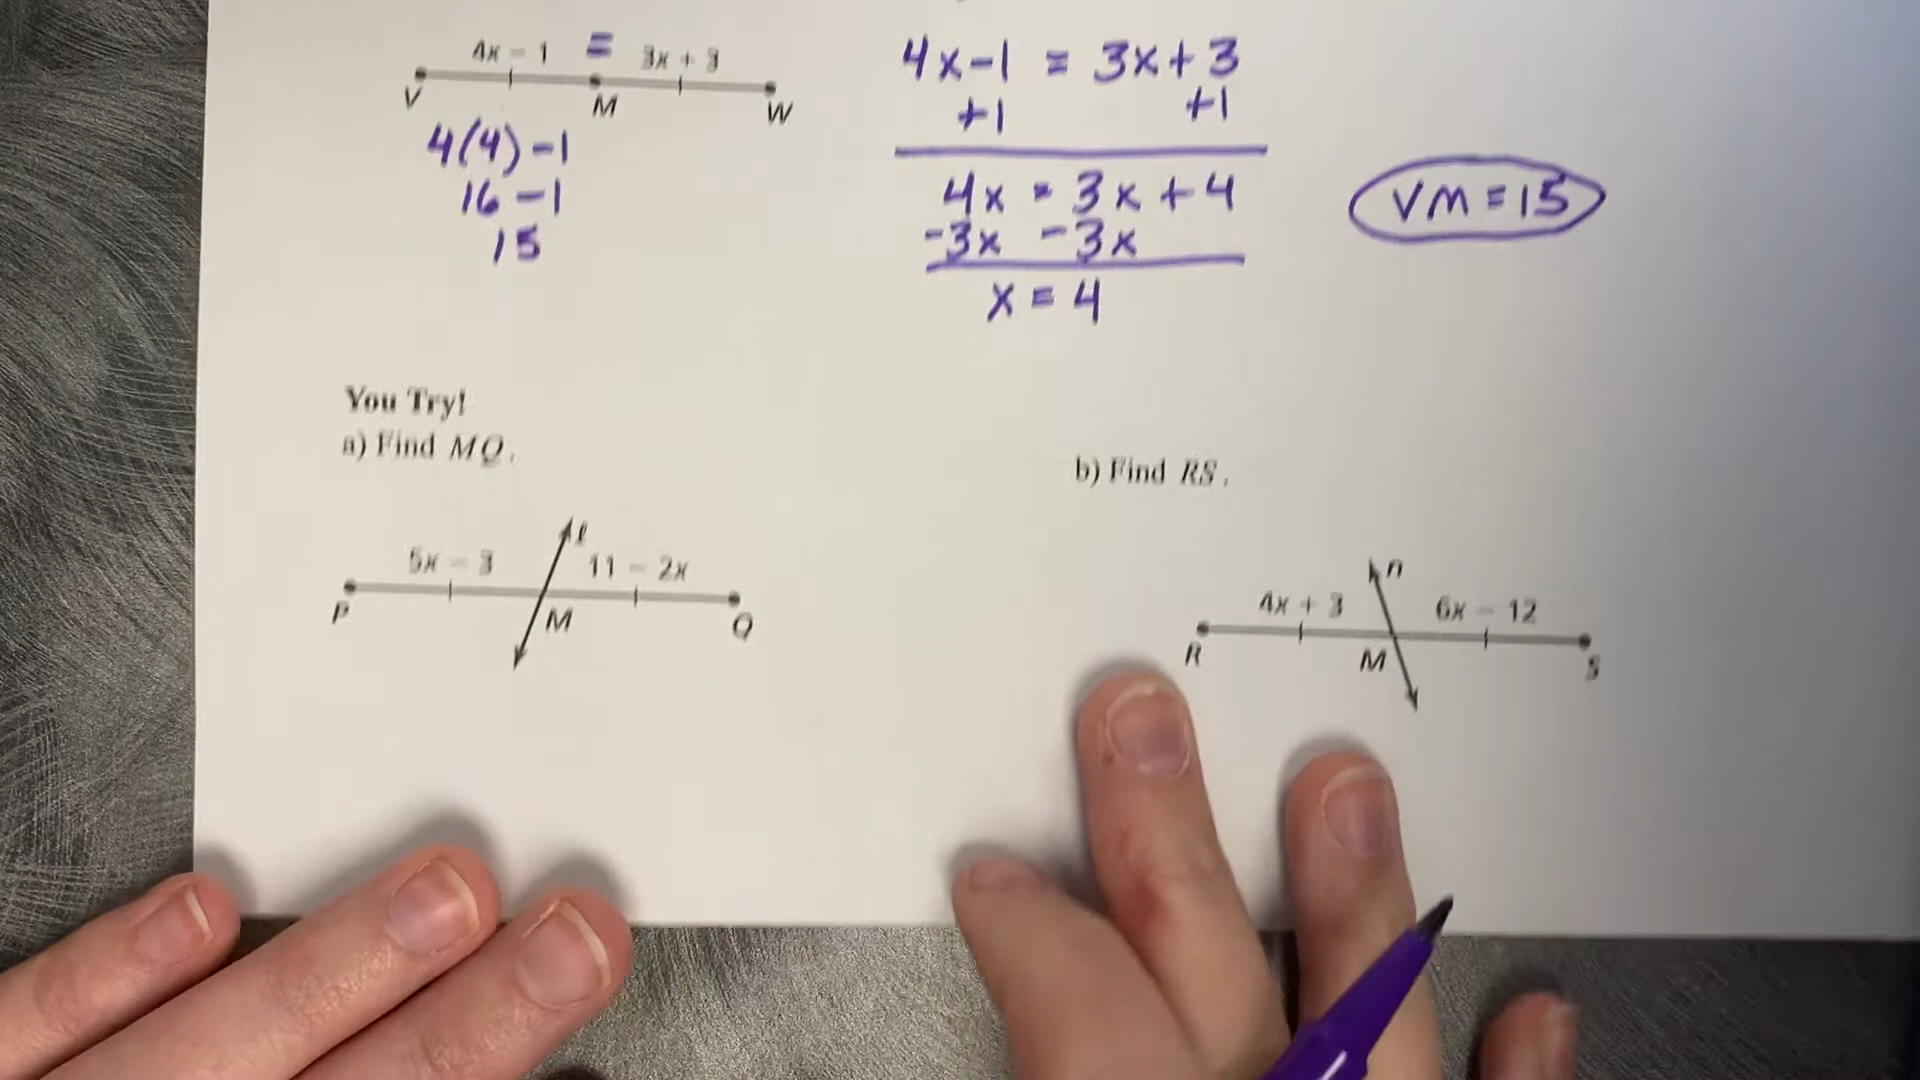 4x − 1 = 3x + 3
V M W
4(4) −1
16 −1
15
4x −1 = 3x + 3
+1 +1
4x = 3x + 4
−3x −3x
x = 4
VM = 15
You Try!
a) Find MQ.
5x − 3 ℓ 11 − 2x
P M Q
b) Find RS.
4x + 3 n 6x − 12
R M S